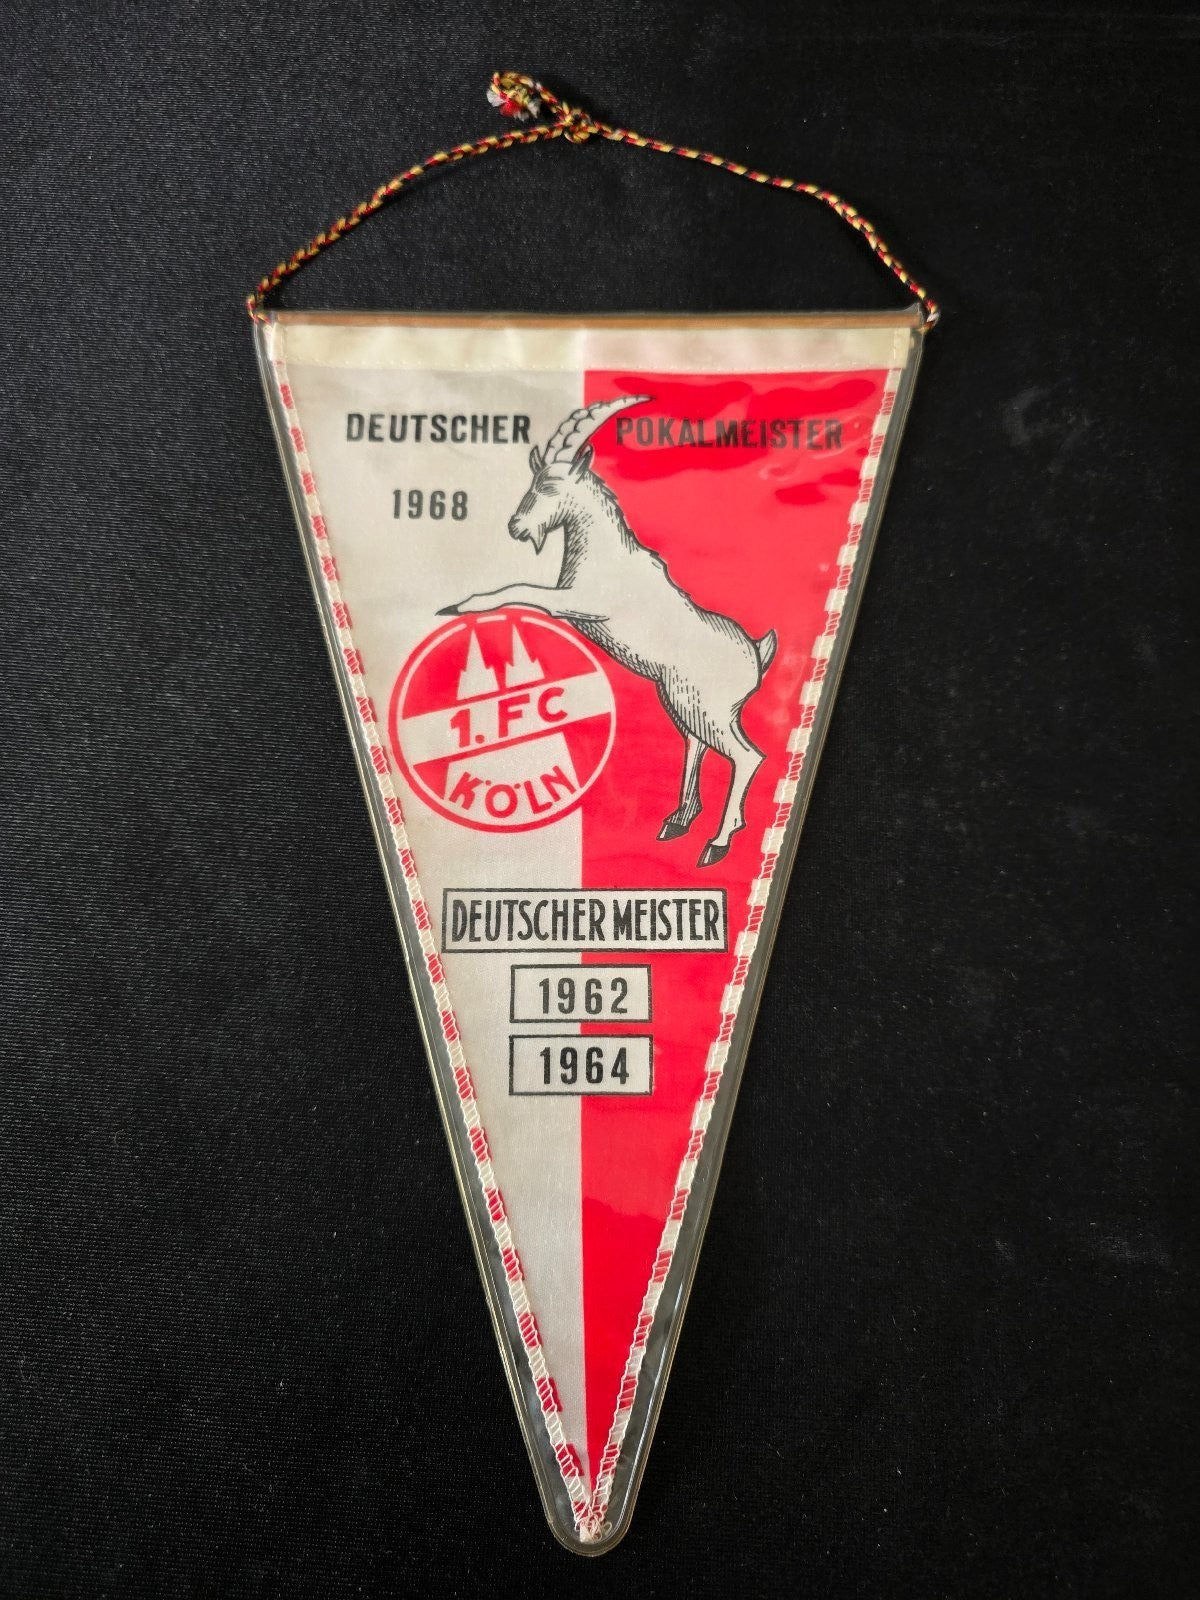 DEUTSCHER POKALMEISTER
1968
1. FC
KÖLN
DEUTSCHER MEISTER
1962
1964